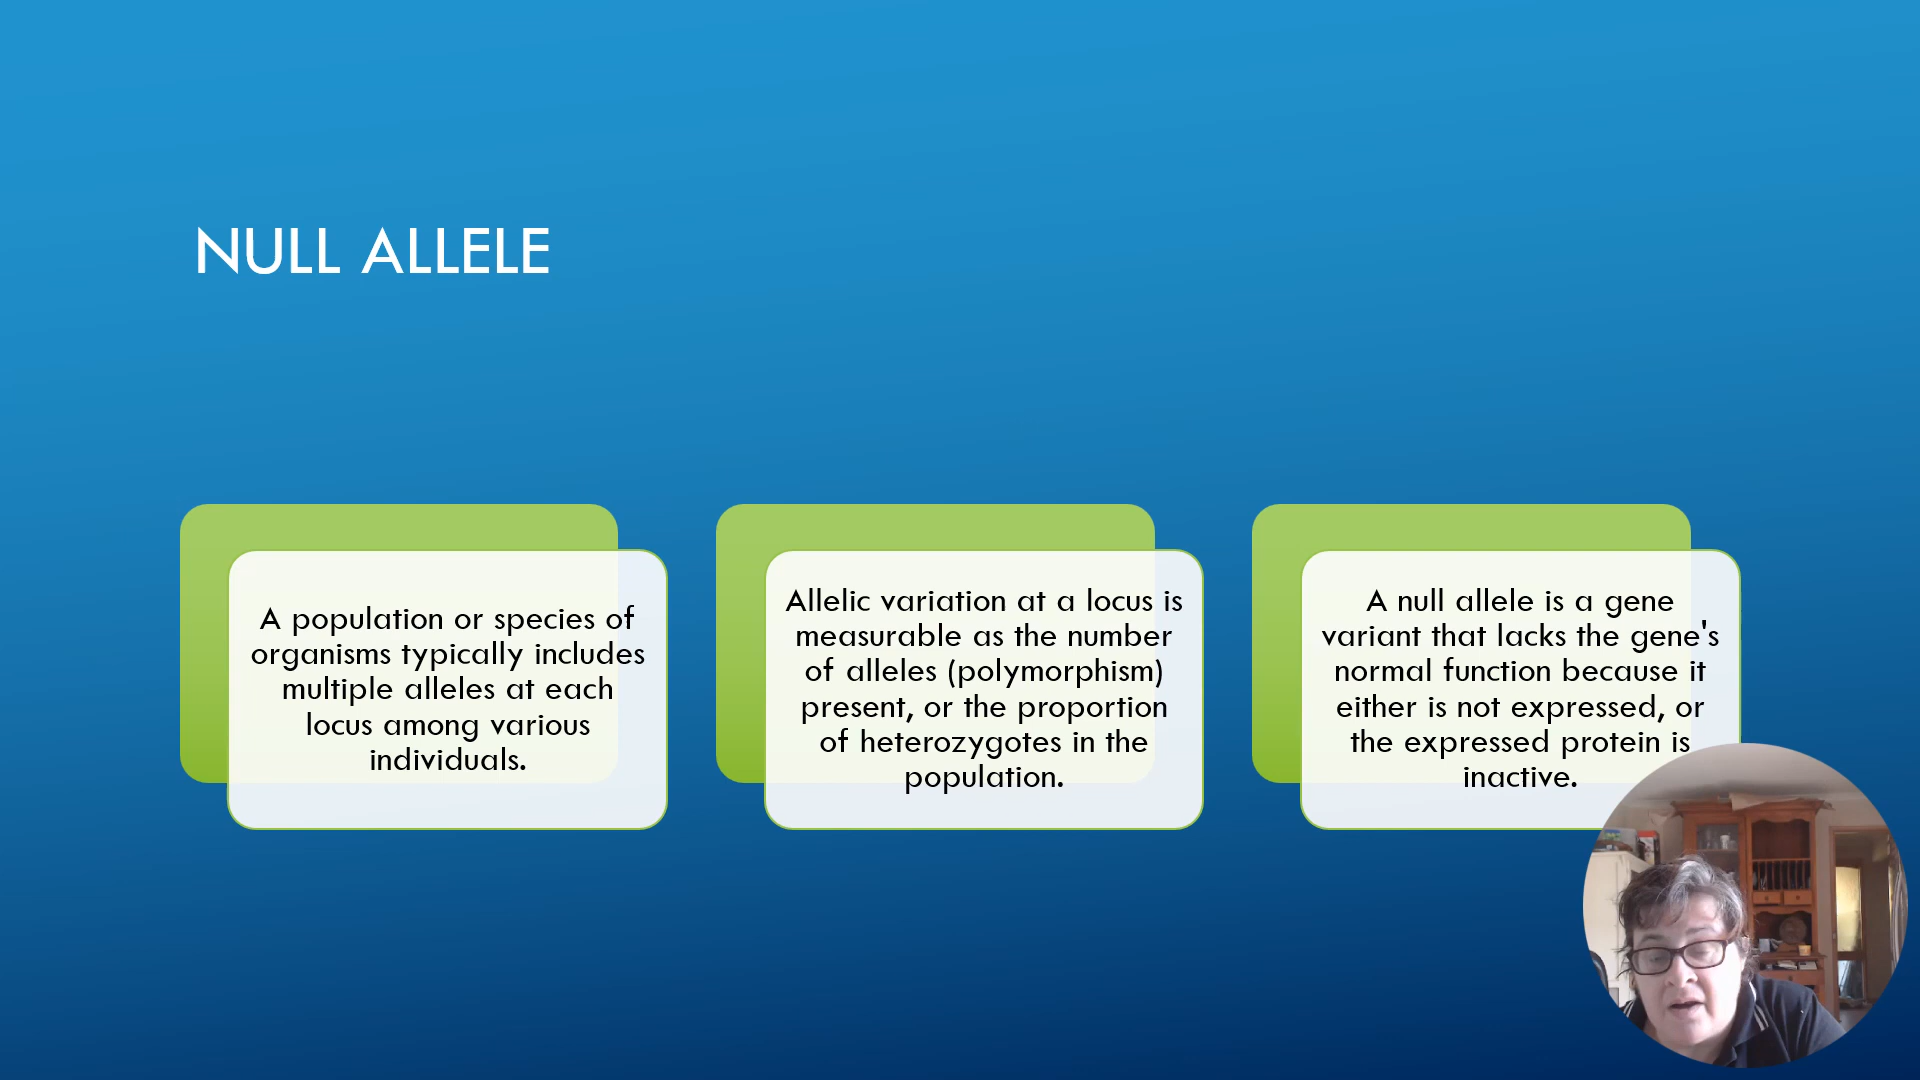 NULL ALLELE
A population or species of
organisms typically includes
multiple alleles at each
locus among various
individuals.
Allelic variation at a locus is
measurable as the number
of alleles (polymorphism)
present, or the proportion
of heterozygotes in the
population.
A null allele is a gene
variant that lacks the gene's
normal function because it
either is not expressed, or
the expressed protein is
inactive.